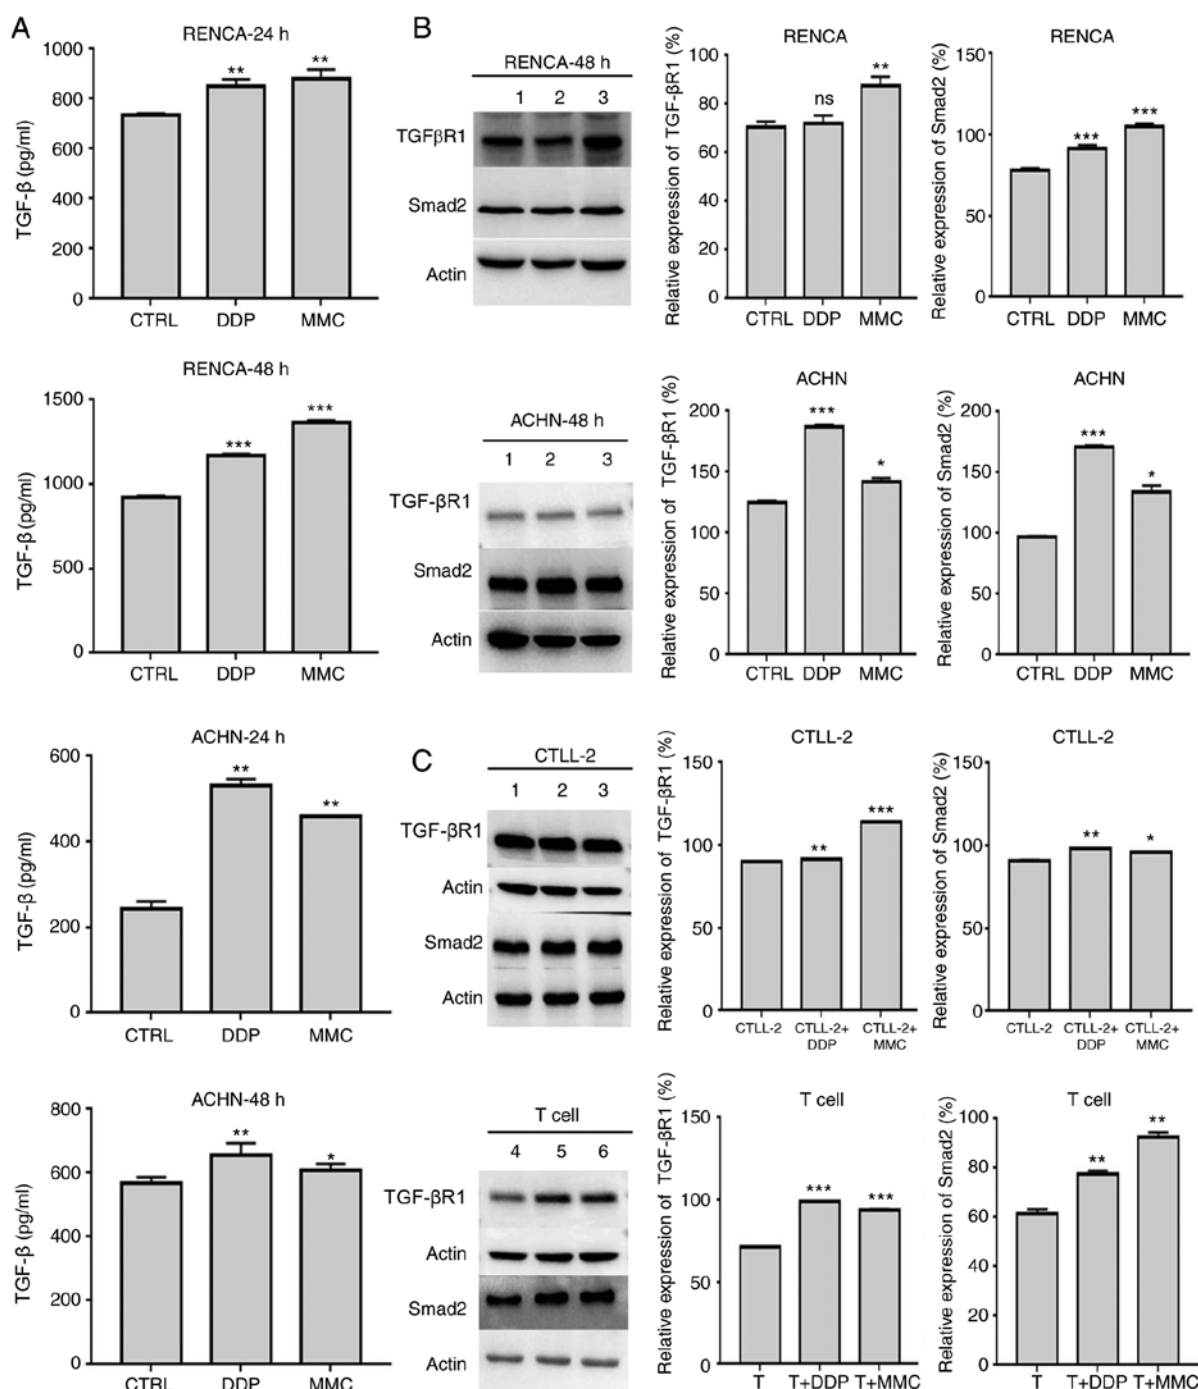 A
RENCA-24 h
TGF-β (pg/ml)
1000
800
600
400
200
0
**
**
CTRL DDP MMC
RENCA-48 h
TGF-β (pg/ml)
1500
1000
500
0
***
***
CTRL DDP MMC
ACHN-24 h
TGF-β (pg/ml)
600
400
200
0
**
**
CTRL DDP MMC
ACHN-48 h
TGF-β (pg/ml)
800
600
400
200
0
**
*
CTRL DDP MMC
B
RENCA-48 h
1 2 3
TGFβR1
Smad2
Actin
RENCA
Relative expression of TGF-βR1 (%)
100
80
60
40
20
0
ns
**
CTRL DDP MMC
RENCA
Relative expression of Smad2 (%)
150
100
50
0
***
***
CTRL DDP MMC
ACHN-48 h
1 2 3
TGF-βR1
Smad2
Actin
ACHN
Relative expression of TGF-βR1 (%)
200
150
100
50
0
***
*
CTRL DDP MMC
ACHN
Relative expression of Smad2 (%)
200
150
100
50
0
***
*
CTRL DDP MMC
C
CTLL-2
1 2 3
TGF-βR1
Actin
Smad2
Actin
CTLL-2
Relative expression of TGF-βR1 (%)
150
100
50
0
**
***
CTLL-2 CTLL-2+ CTLL-2+
DDP MMC
CTLL-2
Relative expression of Smad2 (%)
150
100
50
0
**
*
CTLL-2 CTLL-2+ CTLL-2+
DDP MMC
T cell
4 5 6
TGF-βR1
Actin
Smad2
Actin
T cell
Relative expression of TGF-βR1 (%)
150
100
50
0
***
***
T T+DDP T+MMC
T cell
Relative expression of Smad2 (%)
100
80
60
40
20
0
**
**
T T+DDP T+MMC